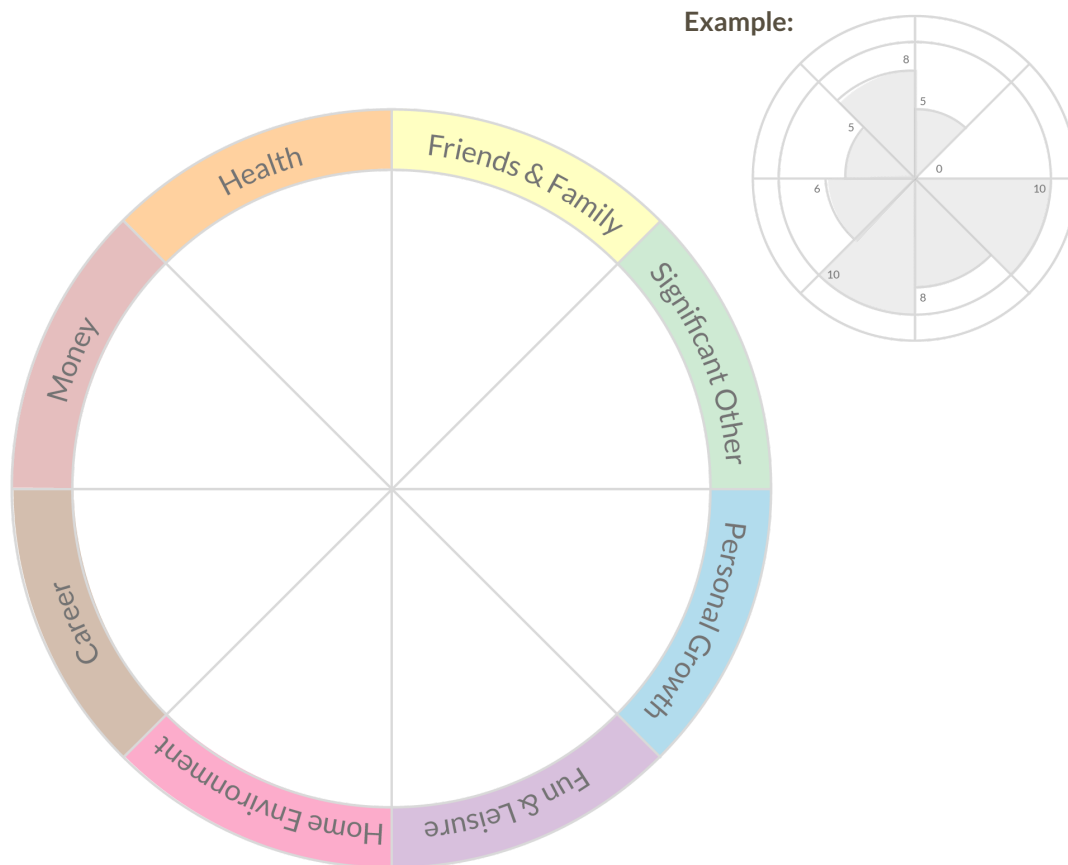 Example:
8
5
5
0
6
10
10
8
Health
Friends & Family
Significant Other
Money
Personal Growth
Career
Home Environment
Fun & Leisure